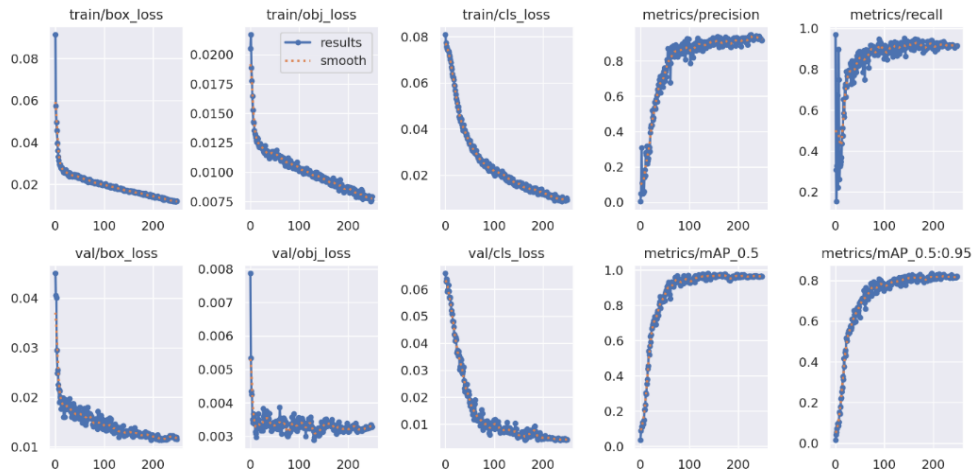 train/box_loss
0.08
0.06
0.04
0.02
0 100 200
train/obj_loss
results
smooth
0.0200
0.0175
0.0150
0.0125
0.0100
0.0075
0 100 200
train/cls_loss
0.08
0.06
0.04
0.02
0 100 200
metrics/precision
0.8
0.6
0.4
0.2
0.0
0 100 200
metrics/recall
1.0
0.8
0.6
0.4
0.2
0 100 200
val/box_loss
0.04
0.03
0.02
0.01
0 100 200
val/obj_loss
0.008
0.007
0.006
0.005
0.004
0.003
0 100 200
val/cls_loss
0.06
0.05
0.04
0.03
0.02
0.01
0 100 200
metrics/mAP_0.5
1.0
0.8
0.6
0.4
0.2
0.0
0 100 200
metrics/mAP_0.5:0.95
0.8
0.6
0.4
0.2
0.0
0 100 200